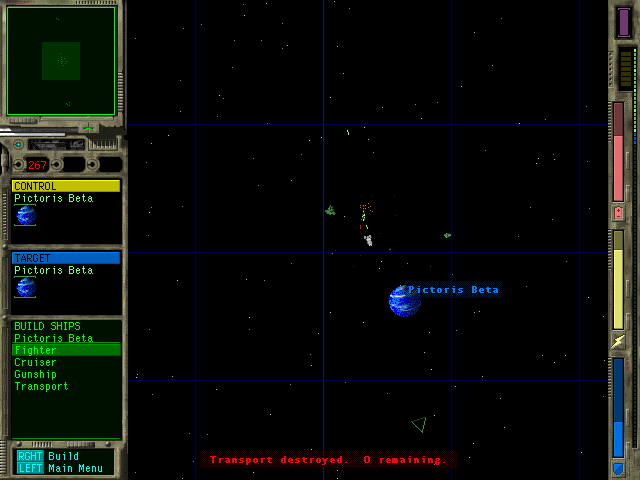 267
CONTROL
Pictoris Beta
TARGET
Pictoris Beta
BUILD SHIPS
Pictoris Beta
Fighter
Cruiser
Gunship
Transport
RGHT Build
LEFT Main Menu
Pictoris Beta
Transport destroyed. 0 remaining.